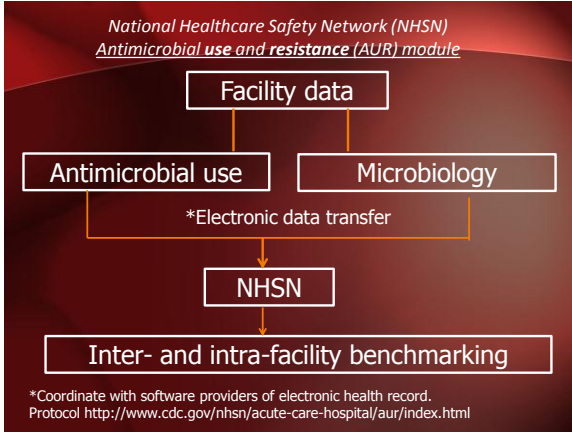 National Healthcare Safety Network (NHSN)
Antimicrobial use and resistance (AUR) module
Facility data
Antimicrobial use
Microbiology
*Electronic data transfer
NHSN
Inter- and intra-facility benchmarking
*Coordinate with software providers of electronic health record.
Protocol http://www.cdc.gov/nhsn/acute-care-hospital/aur/index.html